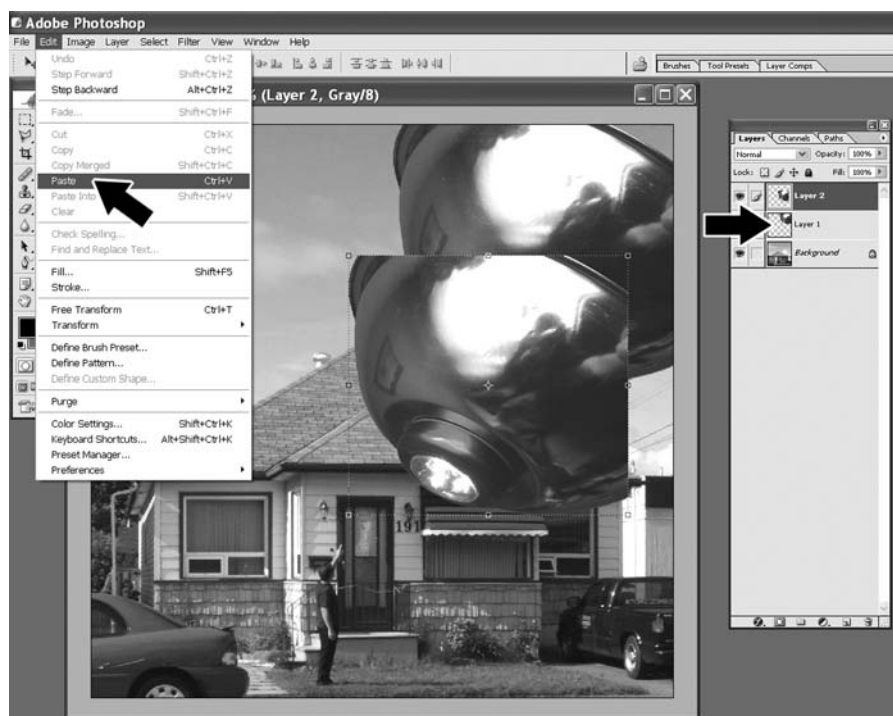 Adobe Photoshop
File Edit Image Layer Select Filter View Window Help
Brushes Tool Presets Layer Comps
(Layer 2, Gray/8)
Undo Ctrl+Z
Step Forward Shift+Ctrl+Z
Step Backward Alt+Ctrl+Z
Fade... Shift+Ctrl+F
Cut Ctrl+X
Copy Ctrl+C
Copy Merged Shift+Ctrl+C
Paste Ctrl+V
Paste Into Shift+Ctrl+V
Clear
Check Spelling...
Find and Replace Text...
Fill... Shift+F5
Stroke...
Free Transform Ctrl+T
Transform
Define Brush Preset...
Define Pattern...
Define Custom Shape...
Purge
Color Settings... Shift+Ctrl+K
Keyboard Shortcuts... Alt+Shift+Ctrl+K
Preset Manager...
Preferences
Layers Channels Paths
Normal Opacity: 100%
Lock: Fill: 100%
Layer 2
Layer 1
Background
191